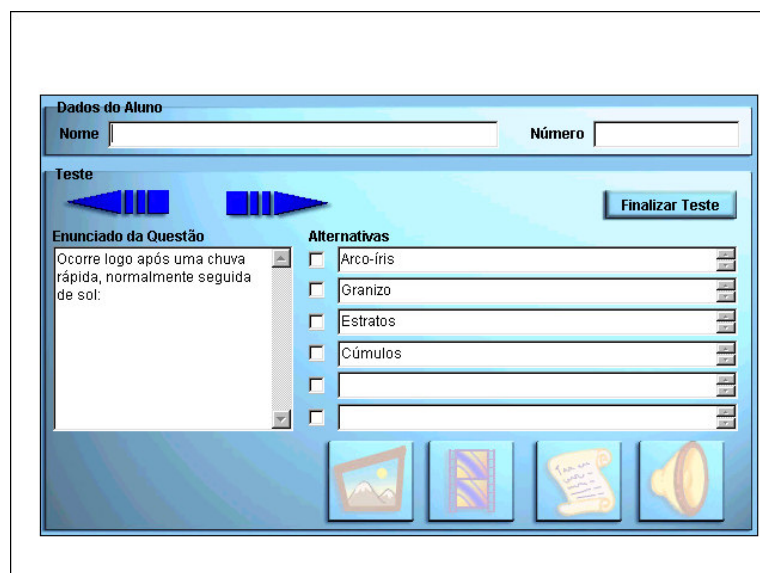 Dados do Aluno
Nome
Número
Teste
Finalizar Teste
Enunciado da Questão
Alternativas
Ocorre logo após uma chuva
rápida, normalmente seguida
de sol:
Arco-íris
Granizo
Estratos
Cúmulos